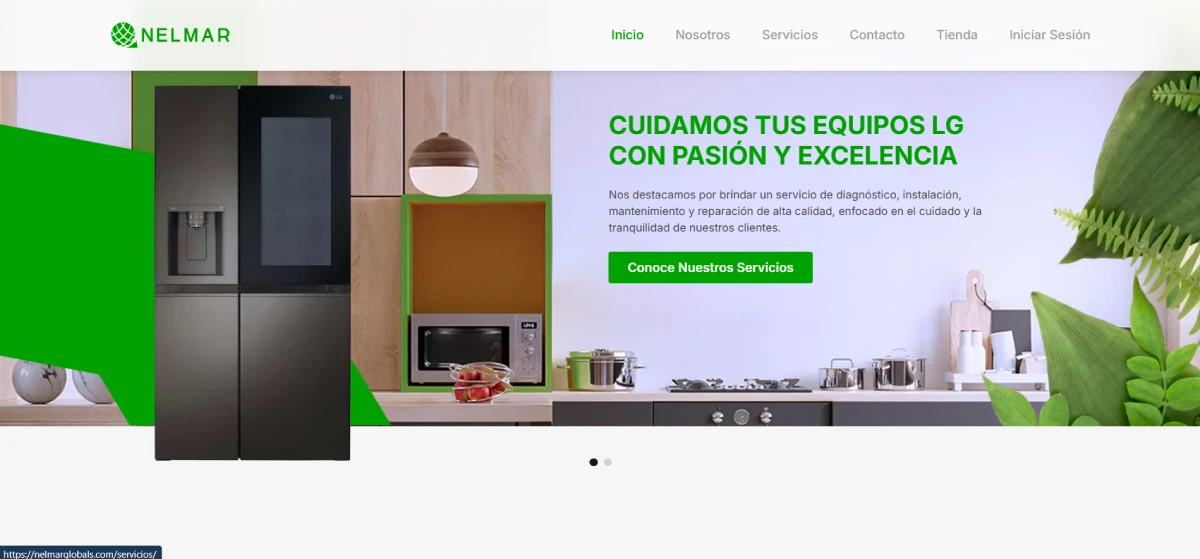 NELMAR
Inicio
Nosotros
Servicios
Contacto
Tienda
Iniciar Sesión
LG
CUIDAMOS TUS EQUIPOS LG
CON PASIÓN Y EXCELENCIA
Nos destacamos por brindar un servicio de diagnóstico, instalación,
mantenimiento y reparación de alta calidad, enfocado en el cuidado y la
tranquilidad de nuestros clientes.
Conoce Nuestros Servicios
https://nelmarglobals.com/servicios/